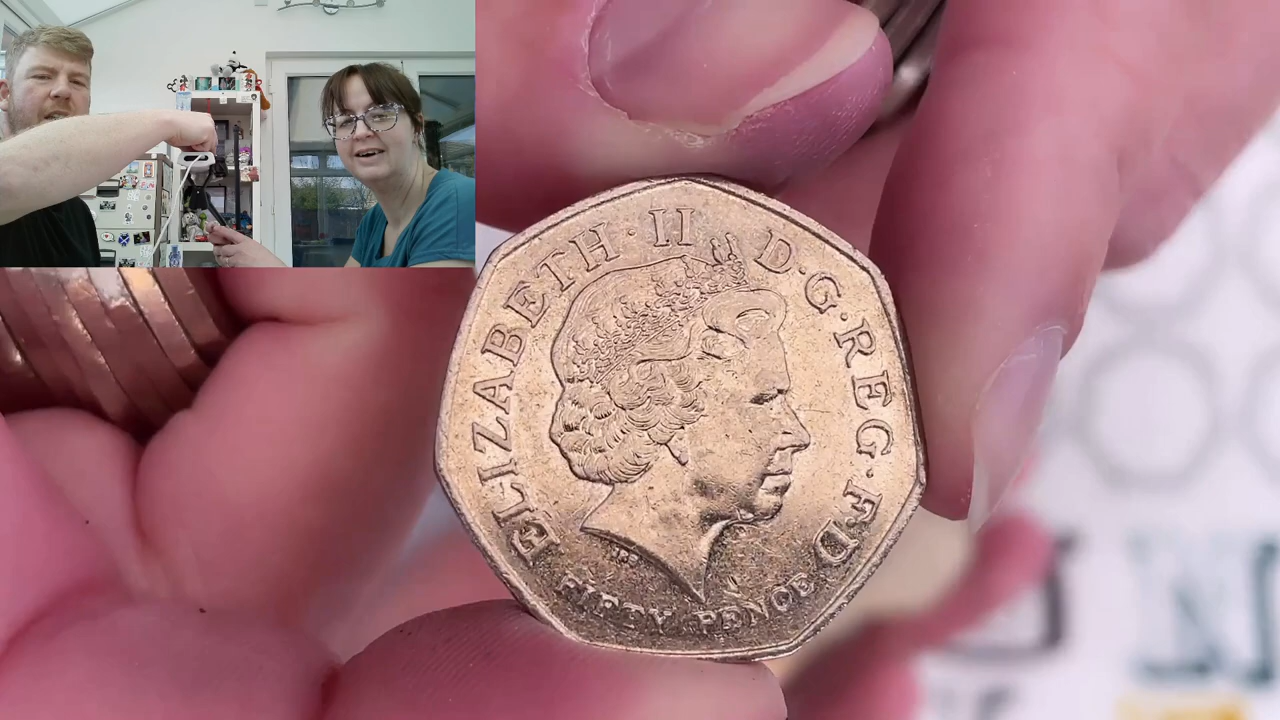 ELIZABETH · II D · G · REG · F · D
FIFTY PENCE